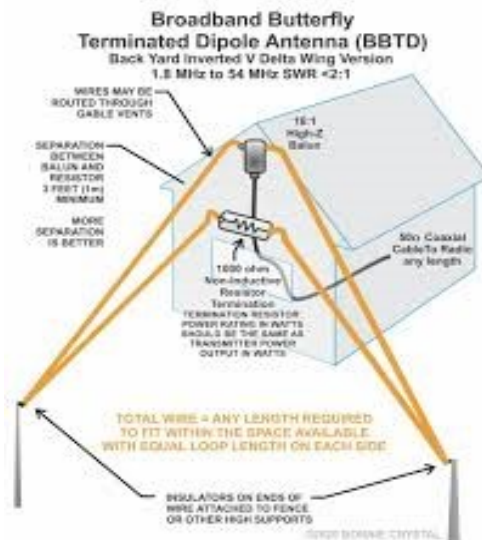 Broadband Butterfly
Terminated Dipole Antenna (BBTD)
Back Yard Inverted V Delta Wing Version
1.8 MHz to 54 MHz SWR <2:1
WIRES MAY BE
ROUTED THROUGH
GABLE VENTS
16:1
High-Z
Balun
SEPARATION
BETWEEN
BALUN AND
RESISTOR
3 FEET (1m)
MINIMUM
MORE
SEPARATION
IS BETTER
50Ω Coaxial
Cable To Radio
any length
Non-Inductive
Resistor
Termination
TERMINATION RESISTOR
POWER RATING IN WATTS
SHOULD BE THE SAME AS
TRANSMITTER POWER
OUTPUT IN WATTS
TOTAL WIRE = ANY LENGTH REQUIRED
TO FIT WITHIN THE SPACE AVAILABLE
WITH EQUAL LOOP LENGTH ON EACH SIDE
INSULATORS ON ENDS OF
WIRE ATTACHED TO FENCE
OR OTHER HIGH SUPPORTS
BONNIE CRYSTAL